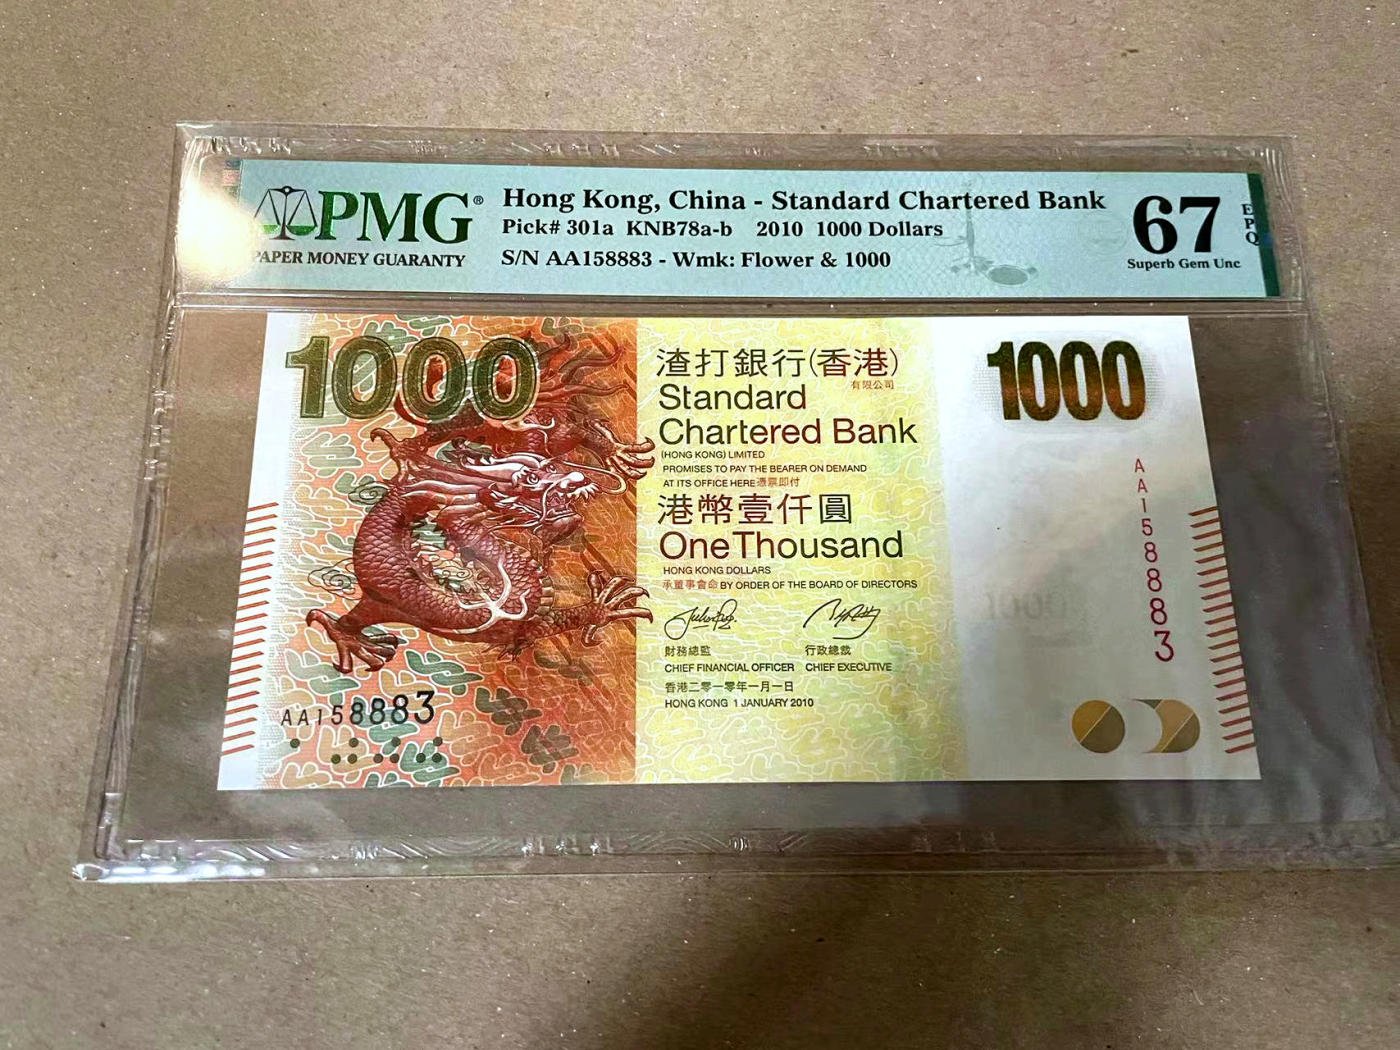 PMG®
PAPER MONEY GUARANTY
Hong Kong, China - Standard Chartered Bank
Pick# 301a KNB78a-b 2010 1000 Dollars
S/N AA158883 - Wmk: Flower & 1000
67
EPQ
Superb Gem Unc
1000
渣打銀行(香港)
有限公司
Standard
Chartered Bank
(HONG KONG) LIMITED
PROMISES TO PAY THE BEARER ON DEMAND
AT ITS OFFICE HERE 憑票即付
港幣壹仟圓
One Thousand
HONG KONG DOLLARS
承董事會命 BY ORDER OF THE BOARD OF DIRECTORS
財務總監 行政總裁
CHIEF FINANCIAL OFFICER CHIEF EXECUTIVE
香港二零一零年一月一日
HONG KONG 1 JANUARY 2010
AA158883
1000
AA158883